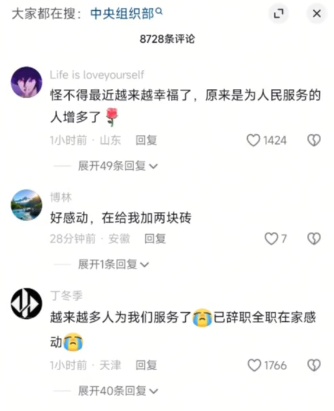 大家都在搜：中央组织部
8728条评论
Life is loveyourself
怪不得最近越来越幸福了，原来是为人民服务的
人增多了🌹
1小时前 · 山东 回复 1424
展开49条回复
博林
好感动，在给我加两块砖
28分钟前 · 安徽 回复 7
展开1条回复
丁冬季
越来越多人为我们服务了😭已辞职全职在家感
动😭
1小时前 · 天津 回复 1766
展开40条回复